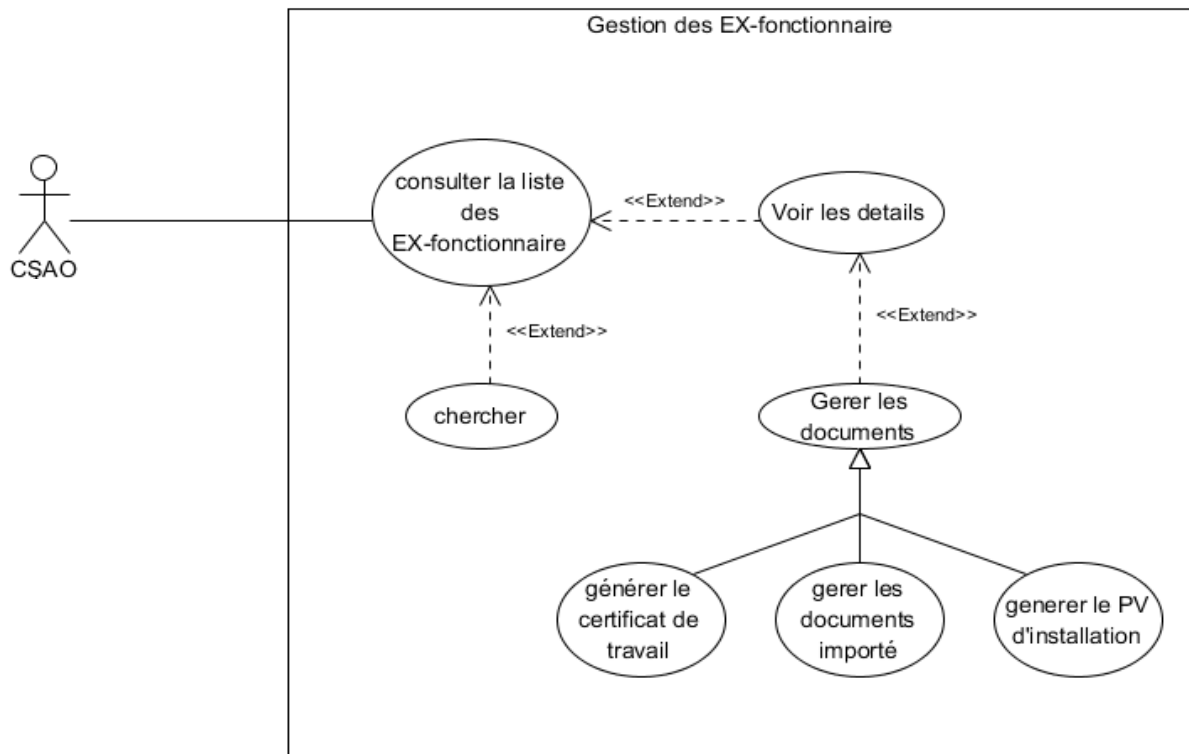 Gestion des EX-fonctionnaire
consulter la liste
des
EX-fonctionnaire
<<Extend>>
Voir les details
CSAO
<<Extend>>
<<Extend>>
chercher
Gerer les
documents
générer le
certificat de
travail
gerer les
documents
importé
generer le PV
d'installation